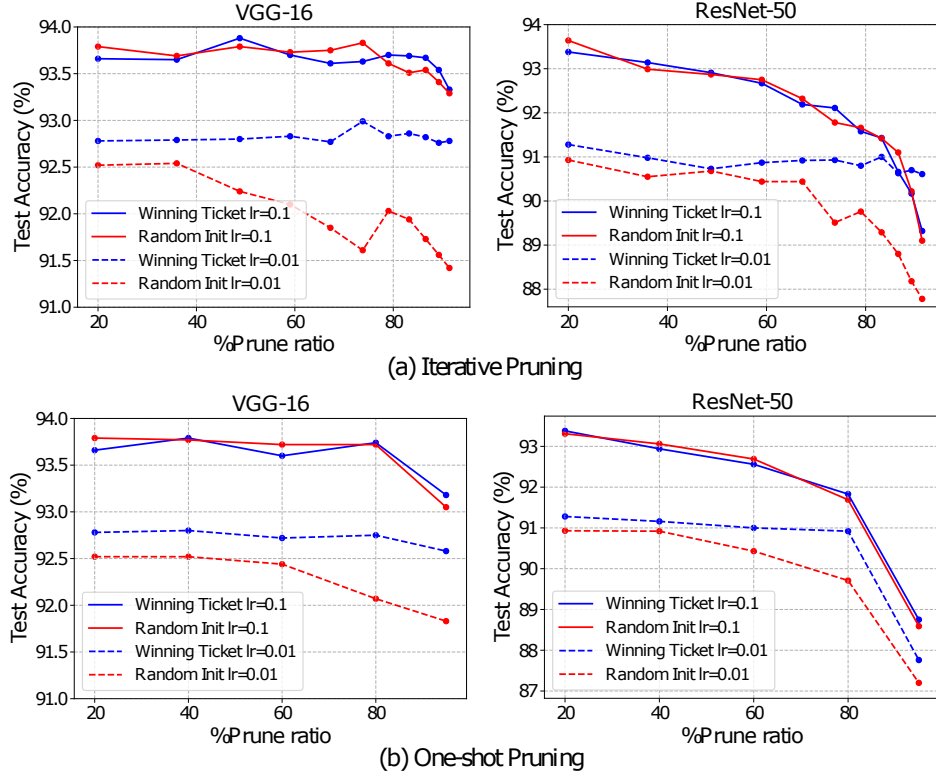 VGG-16
94.0
93.5
93.0
92.5
92.0
91.5
91.0
Test Accuracy (%)
Winning Ticket lr=0.1
Random Init lr=0.1
Winning Ticket lr=0.01
Random Init lr=0.01
20 40 60 80
%Prune ratio
ResNet-50
94
93
92
91
90
89
88
Test Accuracy (%)
Winning Ticket lr=0.1
Random Init lr=0.1
Winning Ticket lr=0.01
Random Init lr=0.01
20 40 60 80
%Prune ratio
(a) Iterative Pruning
VGG-16
94.0
93.5
93.0
92.5
92.0
91.5
91.0
Test Accuracy (%)
Winning Ticket lr=0.1
Random Init lr=0.1
Winning Ticket lr=0.01
Random Init lr=0.01
20 40 60 80
%Prune ratio
ResNet-50
93
92
91
90
89
88
87
Test Accuracy (%)
Winning Ticket lr=0.1
Random Init lr=0.1
Winning Ticket lr=0.01
Random Init lr=0.01
20 40 60 80
%Prune ratio
(b) One-shot Pruning